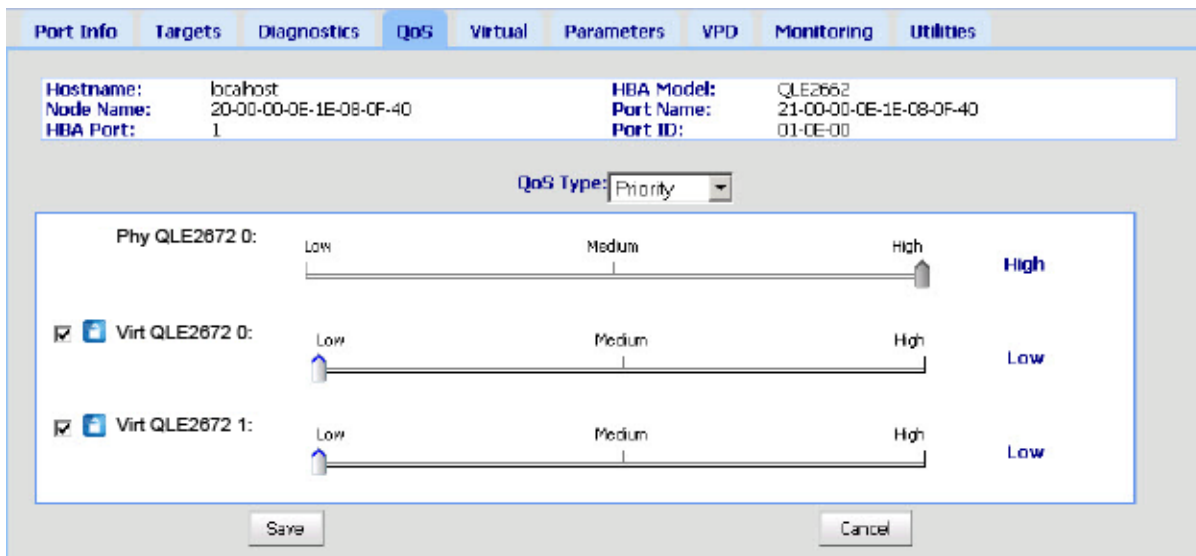 Port Info Targets Diagnostics QoS Virtual Parameters VPD Monitoring Utilities
Hostname: localhost HBA Model: QLE2662
Node Name: 20-00-00-0E-1E-08-0F-40 Port Name: 21-00-00-0E-1E-08-0F-40
HBA Port: 1 Port ID: 01-0E-00
QoS Type: Priority
Phy QLE2672 0: Low Medium High High
Virt QLE2672 0: Low Medium High Low
Virt QLE2672 1: Low Medium High Low
Save Cancel